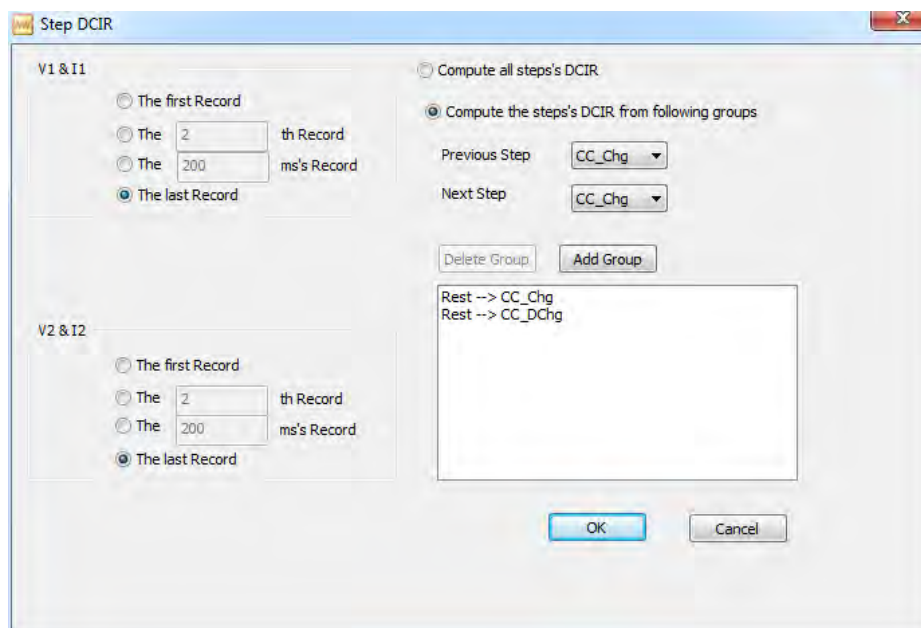 Step DCIR
V1 & I1
The first Record
The 2 th Record
The 200 ms's Record
The last Record
V2 & I2
The first Record
The 2 th Record
The 200 ms's Record
The last Record
Compute all steps's DCIR
Compute the steps's DCIR from following groups
Previous Step CC_Chg
Next Step CC_Chg
Delete Group Add Group
Rest --> CC_Chg
Rest --> CC_DChg
OK Cancel